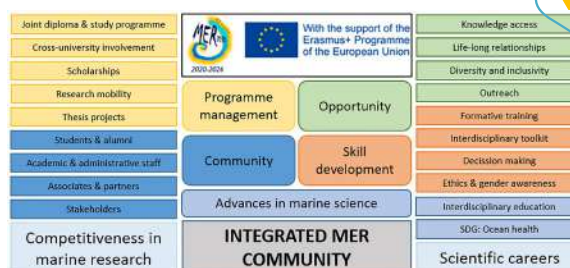 Joint diploma & study programme
Cross-university involvement
Scholarships
Research mobility
Thesis projects
Students & alumni
Academic & administrative staff
Associates & partners
Stakeholders
Competitiveness in
marine research
MER
2020-2026
With the support of the
Erasmus+ Programme
of the European Union
Programme
management
Opportunity
Community
Skill
development
Advances in marine science
INTEGRATED MER
COMMUNITY
Knowledge access
Life-long relationships
Diversity and inclusivity
Outreach
Formative training
Interdisciplinary toolkit
Decission making
Ethics & gender awareness
Interdisciplinary education
SDG: Ocean health
Scientific careers